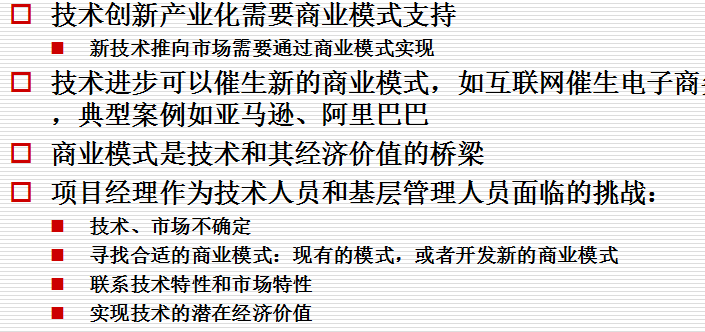 技术创新产业化需要商业模式支持
新技术推向市场需要通过商业模式实现
技术进步可以催生新的商业模式，如互联网催生电子商
，典型案例如亚马逊、阿里巴巴
商业模式是技术和其经济价值的桥梁
项目经理作为技术人员和基层管理人员面临的挑战：
技术、市场不确定
寻找合适的商业模式：现有的模式，或者开发新的商业模式
联系技术特性和市场特性
实现技术的潜在经济价值